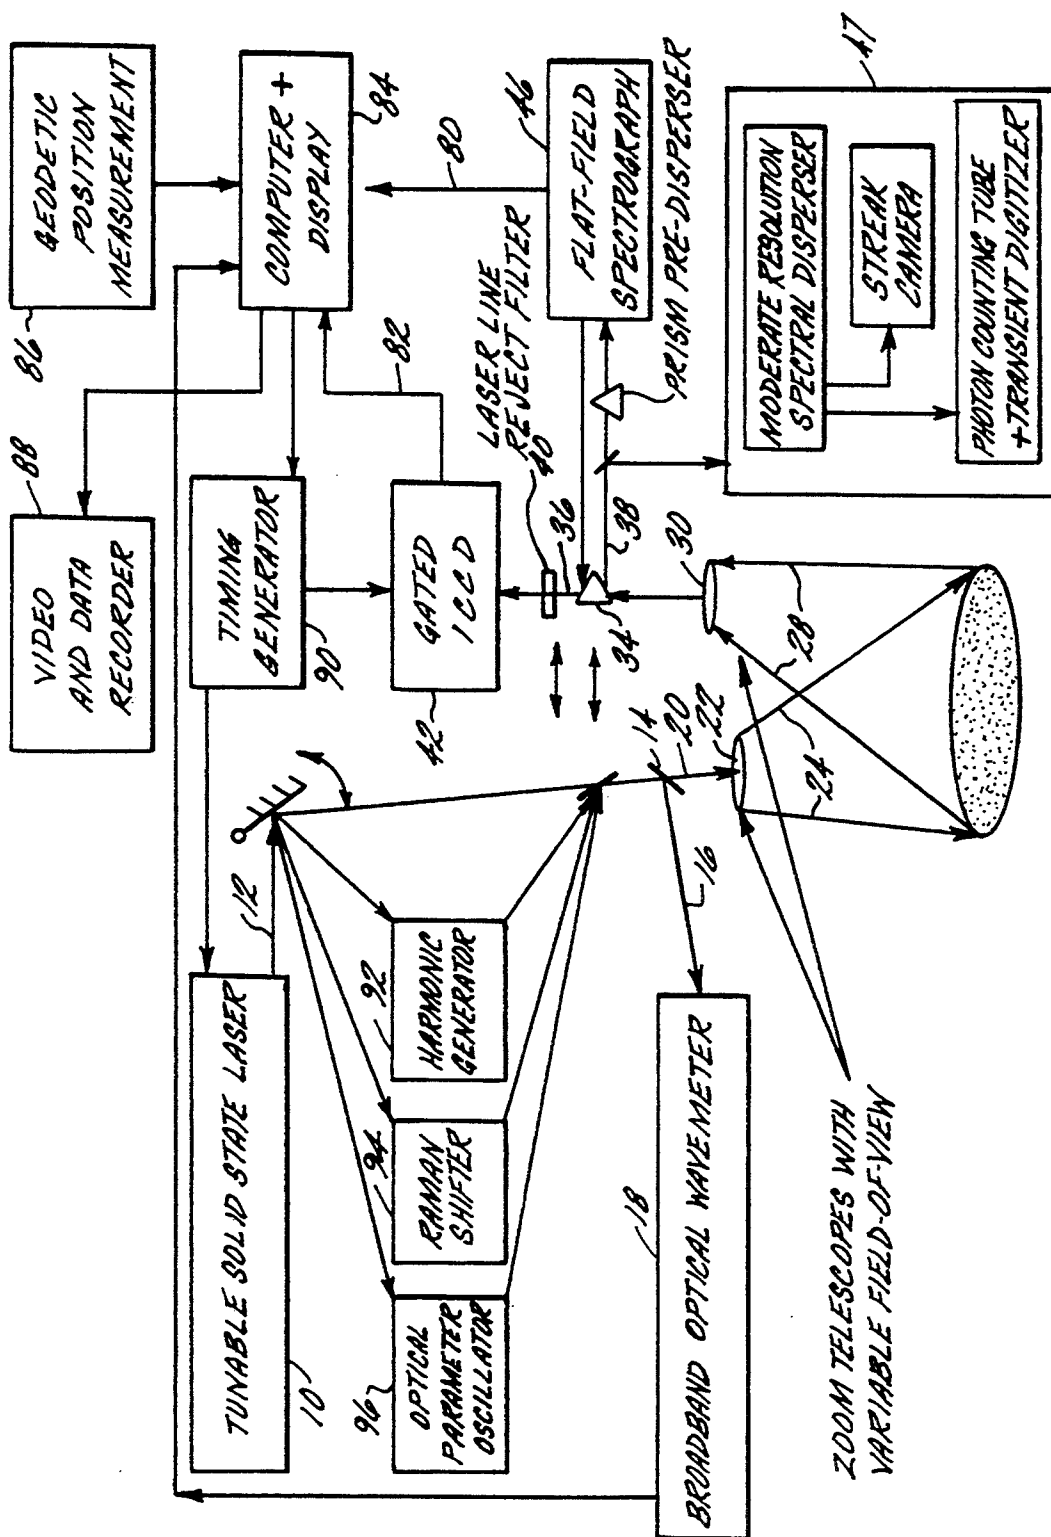 VIDEO
AND DATA
RECORDER
88
GEODETIC
POSITION
MEASUREMENT
86
TIMING
GENERATOR
90
COMPUTER +
DISPLAY
84
TUNABLE SOLID STATE LASER
10
12
GATED
ICCD
42
82
80
LASER LINE
REJECT FILTER
40
36
38
34
FLAT-FIELD
SPECTROGRAPH
46
PRISM PRE-DISPERSER
OPTICAL
PARAMETER
OSCILLATOR
96
RAMAN
SHIFTER
94
HARMONIC
GENERATOR
92
14
20
22
16
24
28
30
BROADBAND OPTICAL WAVEMETER
18
ZOOM TELESCOPES WITH
VARIABLE FIELD-OF-VIEW
47
MODERATE RESOLUTION
SPECTRAL DISPERSER
STREAK
CAMERA
PHOTON COUNTING TUBE
+TRANSIENT DIGITIZER